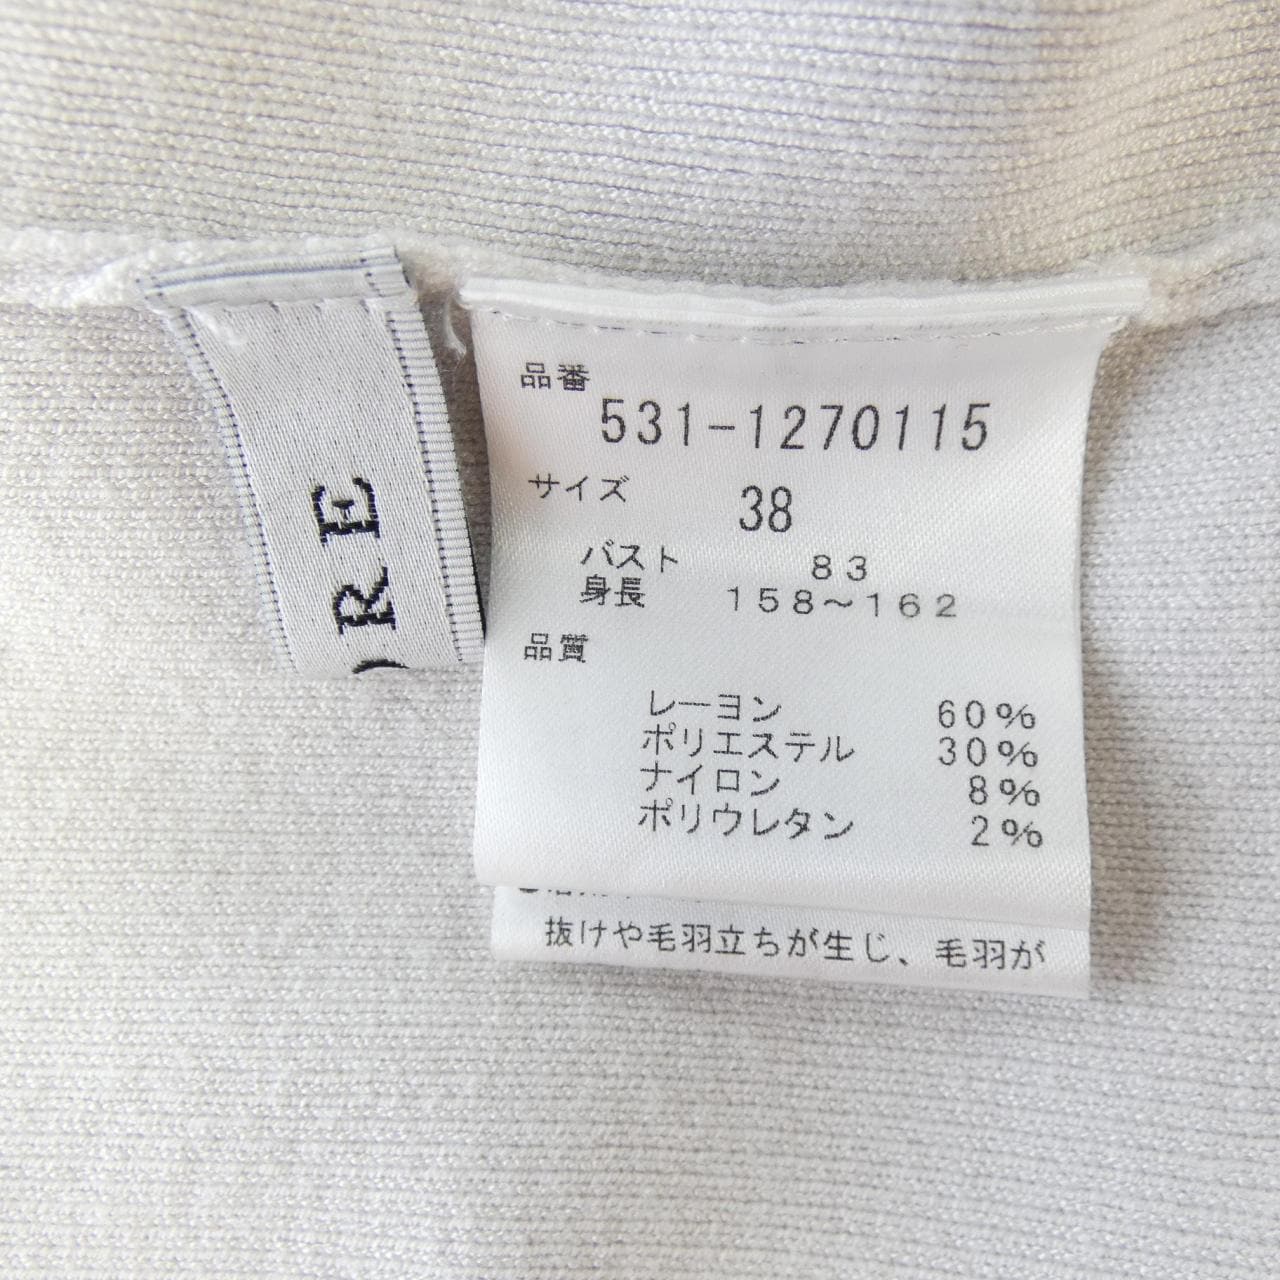 RE
品番
531-1270115
サイズ 38
バスト 83
身長 158～162
品質
レーヨン 60%
ポリエステル 30%
ナイロン 8%
ポリウレタン 2%
抜けや毛羽立ちが生じ、毛羽が